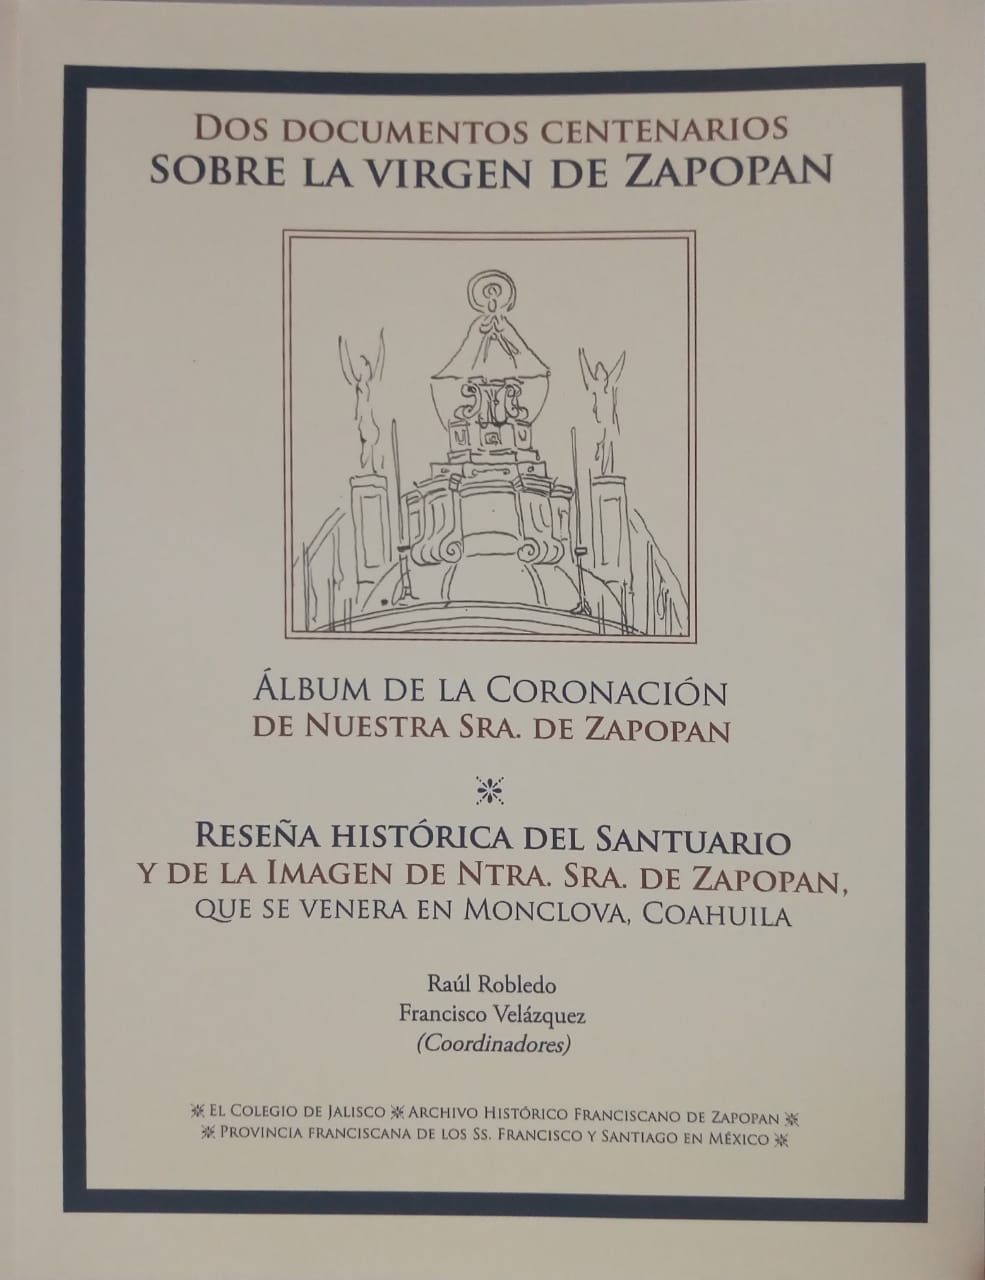 Dos documentos centenarios
sobre la virgen de Zapopan
Álbum de la Coronación
de Nuestra Sra. de Zapopan
Reseña histórica del Santuario
y de la Imagen de Ntra. Sra. de Zapopan,
que se venera en Monclova, Coahuila
Raúl Robledo
Francisco Velázquez
(Coordinadores)
El Colegio de Jalisco Archivo Histórico Franciscano de Zapopan
Provincia franciscana de los Ss. Francisco y Santiago en México